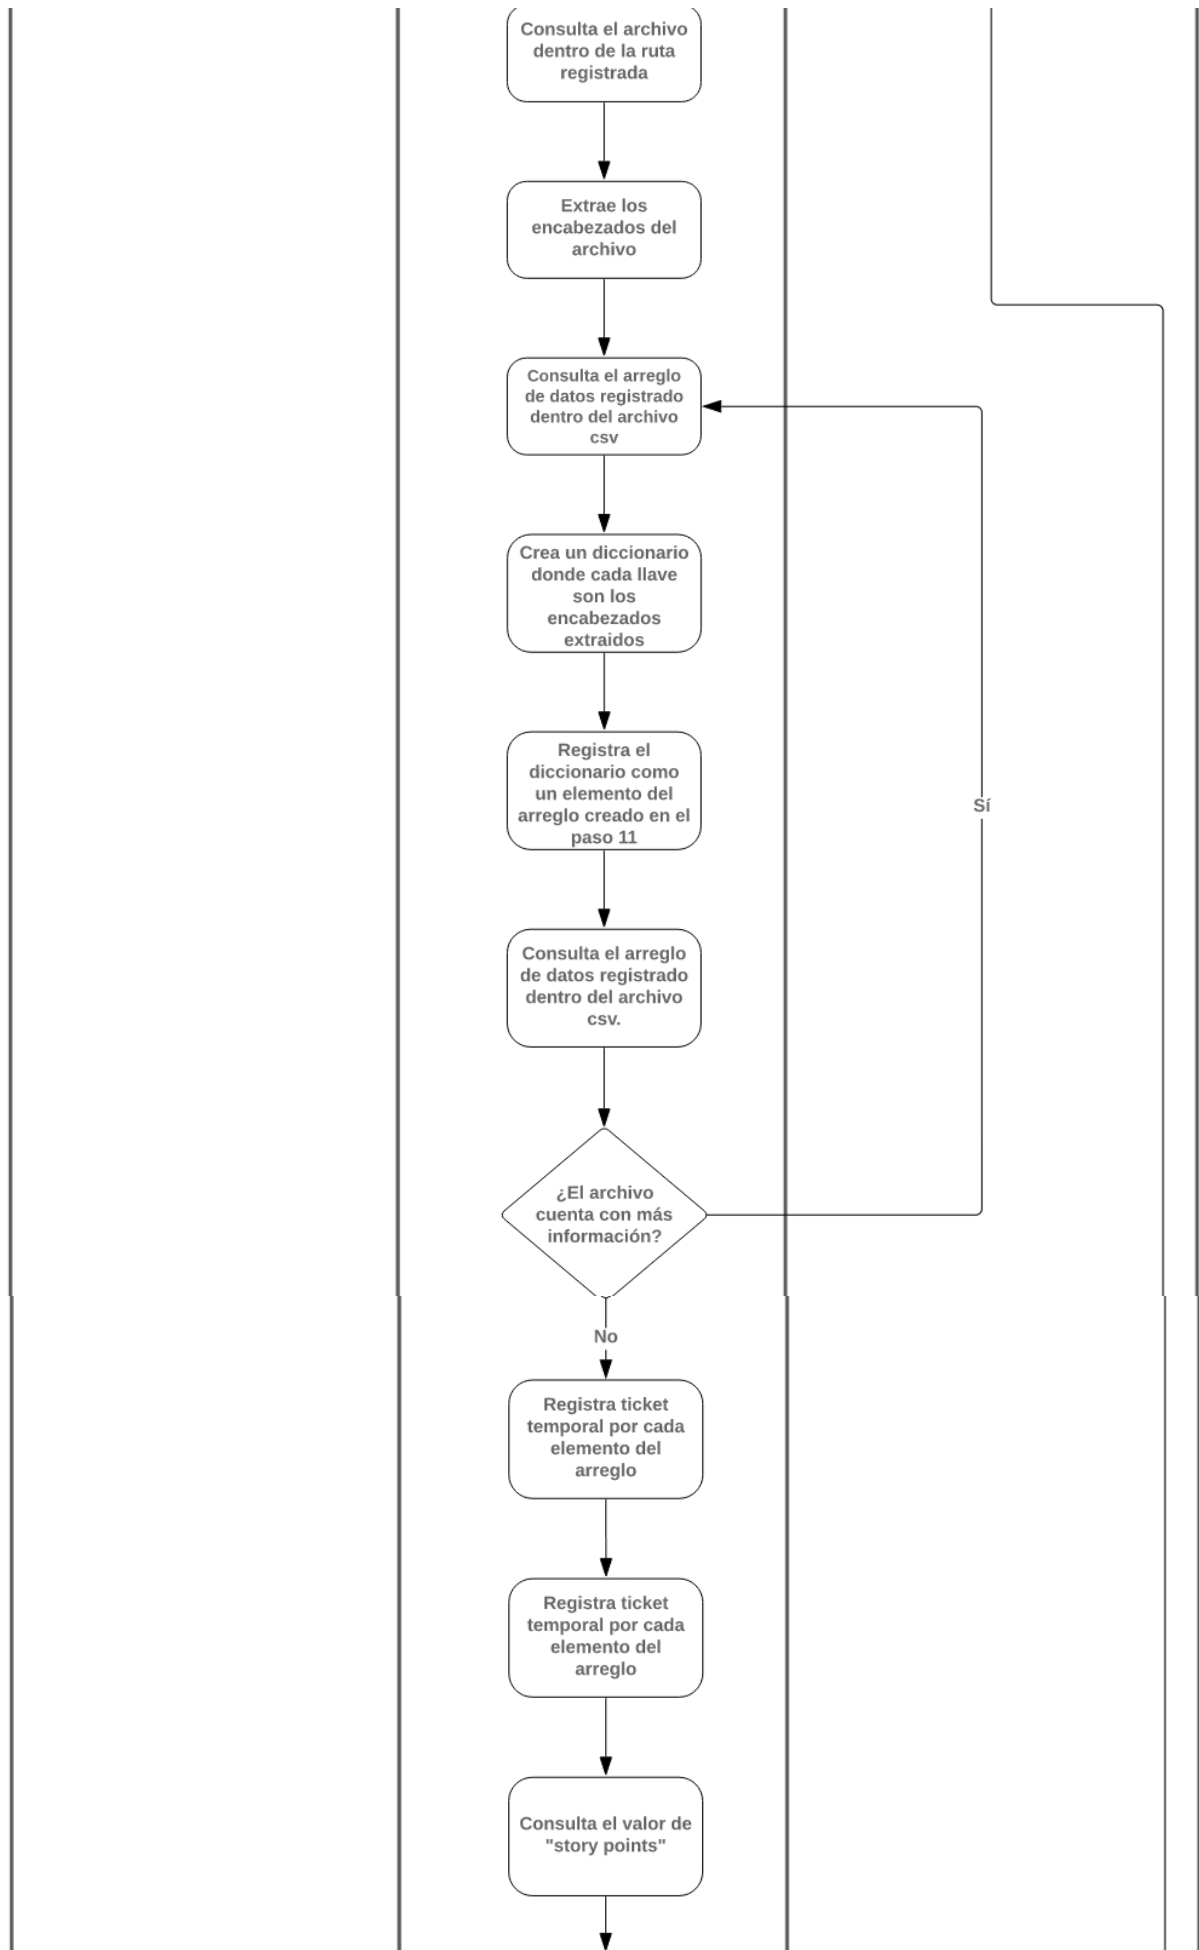 Consulta el archivo
dentro de la ruta
registrada
Extrae los
encabezados del
archivo
Consulta el arreglo
de datos registrado
dentro del archivo
csv
Crea un diccionario
donde cada llave
son los
encabezados
extraidos
Registra el
diccionario como
un elemento del
arreglo creado en el
paso 11
Sí
Consulta el arreglo
de datos registrado
dentro del archivo
csv.
¿El archivo
cuenta con más
información?
No
Registra ticket
temporal por cada
elemento del
arreglo
Registra ticket
temporal por cada
elemento del
arreglo
Consulta el valor de
"story points"